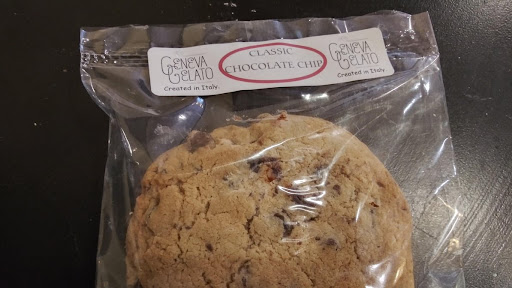 GENEVA
GELATO
Created in Italy.
CLASSIC
CHOCOLATE CHIP
GENEVA
GELATO
Created in Italy.